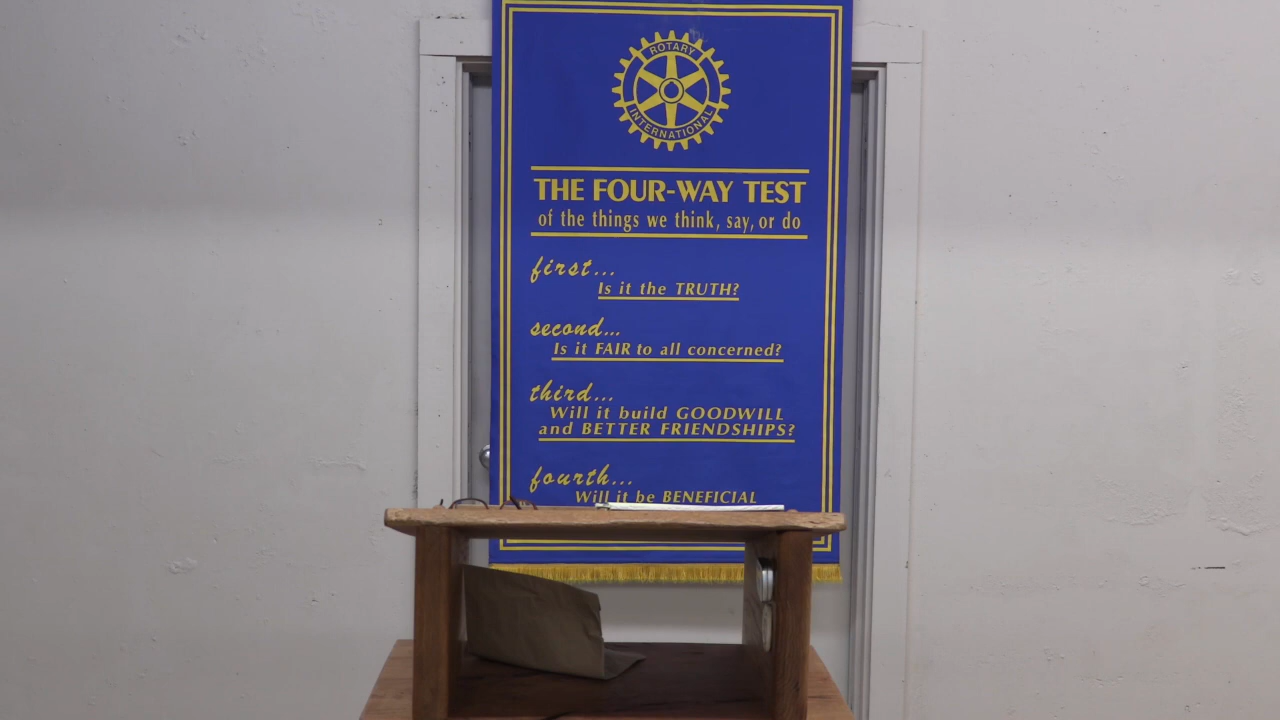 ROTARY
INTERNATIONAL
THE FOUR-WAY TEST
of the things we think, say, or do
first...
Is it the TRUTH?
second...
Is it FAIR to all concerned?
third...
Will it build GOODWILL
and BETTER FRIENDSHIPS?
fourth...
Will it be BENEFICIAL